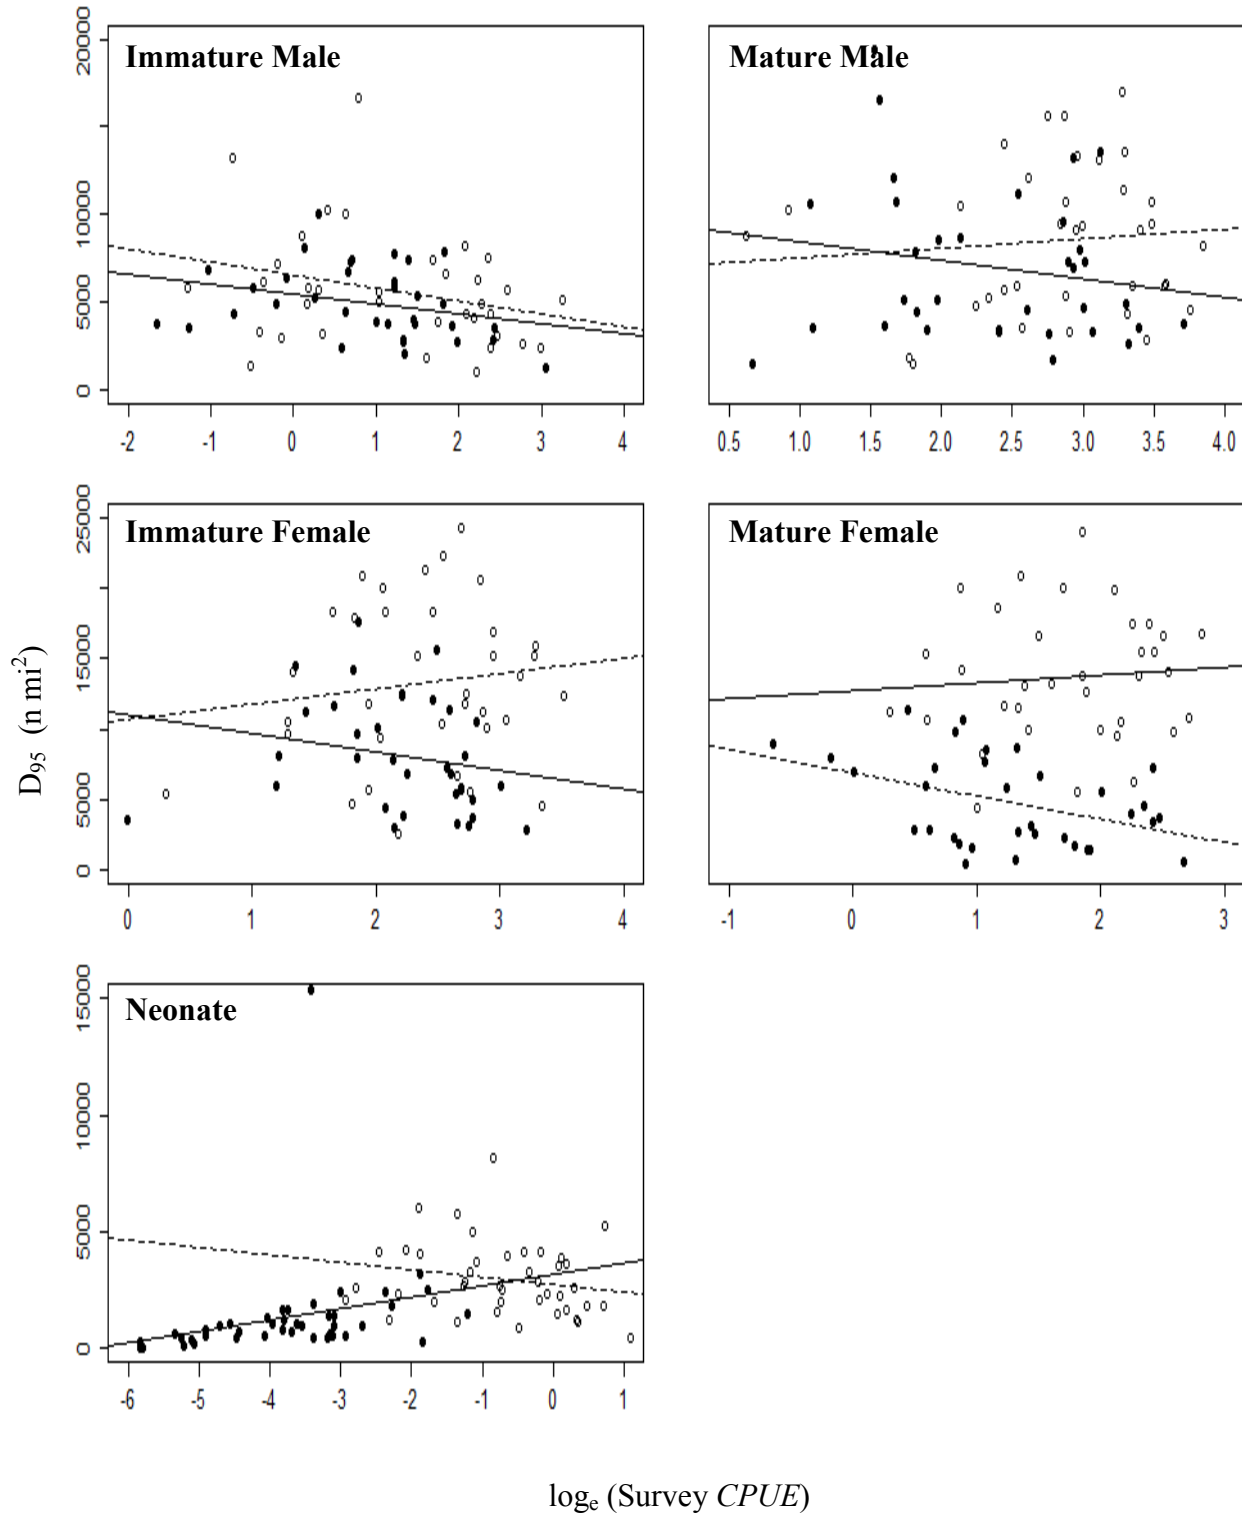 Immature Male
20000
10000
5000
0
-2 -1 0 1 2 3 4
Mature Male
0.5 1.0 1.5 2.0 2.5 3.0 3.5 4.0
Immature Female
25000
15000
5000
0
0 1 2 3 4
Mature Female
-1 0 1 2 3
D95 (n mi2)
Neonate
15000
10000
5000
0
-6 -5 -4 -3 -2 -1 0 1
loge (Survey CPUE)